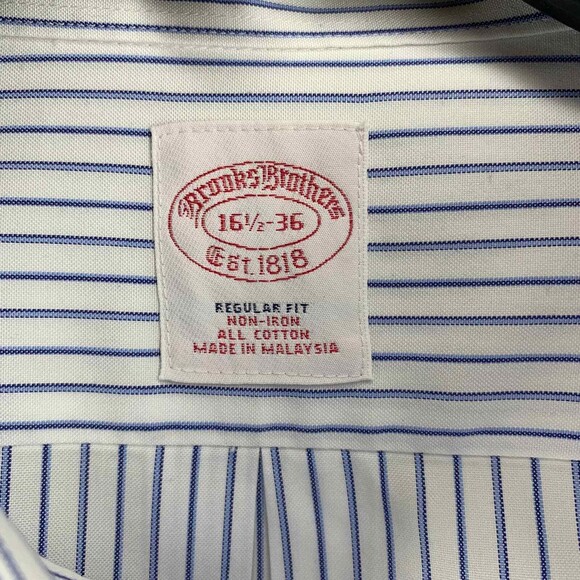 Brooks Brothers
16½-36
Est. 1818
REGULAR FIT
NON-IRON
ALL COTTON
MADE IN MALAYSIA